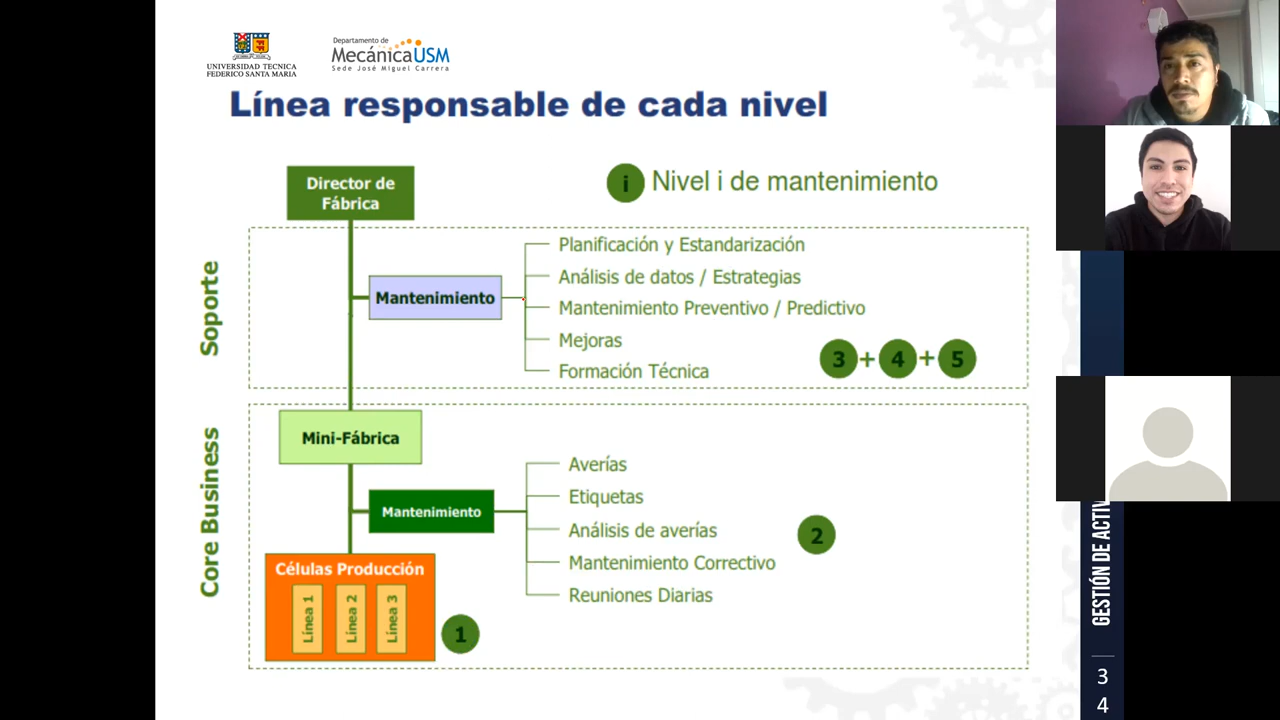 UNIVERSIDAD TECNICA
FEDERICO SANTA MARIA
Departamento de
MecánicaUSM
Sede José Miguel Carrera
Línea responsable de cada nivel
Director de
Fábrica
i Nivel i de mantenimiento
Soporte
Mantenimiento
Planificación y Estandarización
Análisis de datos / Estrategias
Mantenimiento Preventivo / Predictivo
Mejoras
Formación Técnica
3 + 4 + 5
Core Business
Mini-Fábrica
Mantenimiento
Averías
Etiquetas
Análisis de averías
Mantenimiento Correctivo
Reuniones Diarias
2
Células Producción
Línea 1
Línea 2
Línea 3
1
GESTIÓN DE ACTIV
3
4